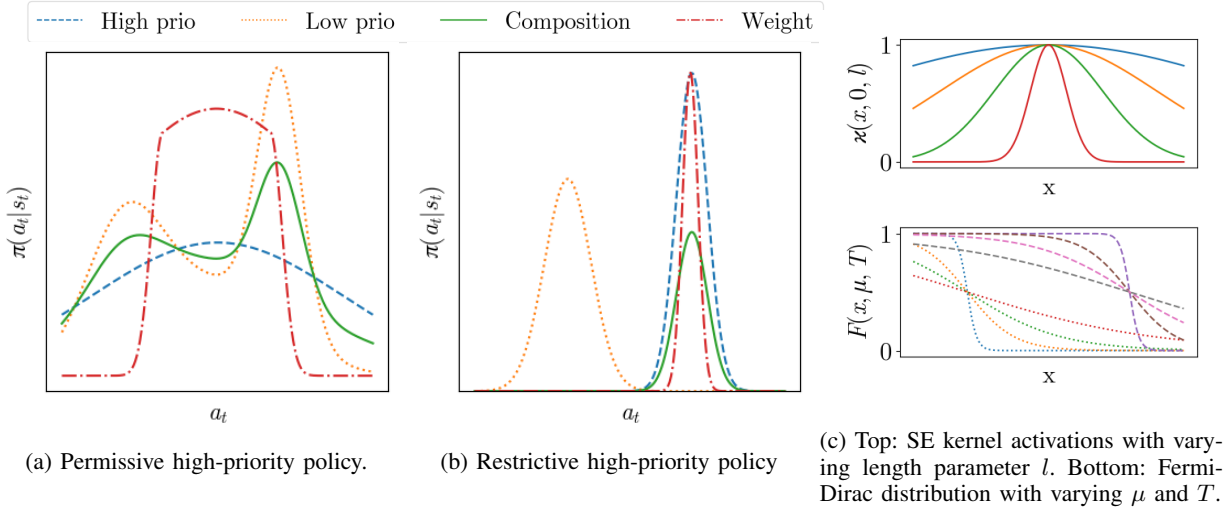 High prio
Low prio
Composition
Weight
π(a_t|s_t)
a_t
π(a_t|s_t)
a_t
1
0
ϰ(x, 0, l)
x
1
0
F(x, μ, T)
x
(a) Permissive high-priority policy.
(b) Restrictive high-priority policy
(c) Top: SE kernel activations with vary-
ing length parameter l. Bottom: Fermi-
Dirac distribution with varying μ and T.